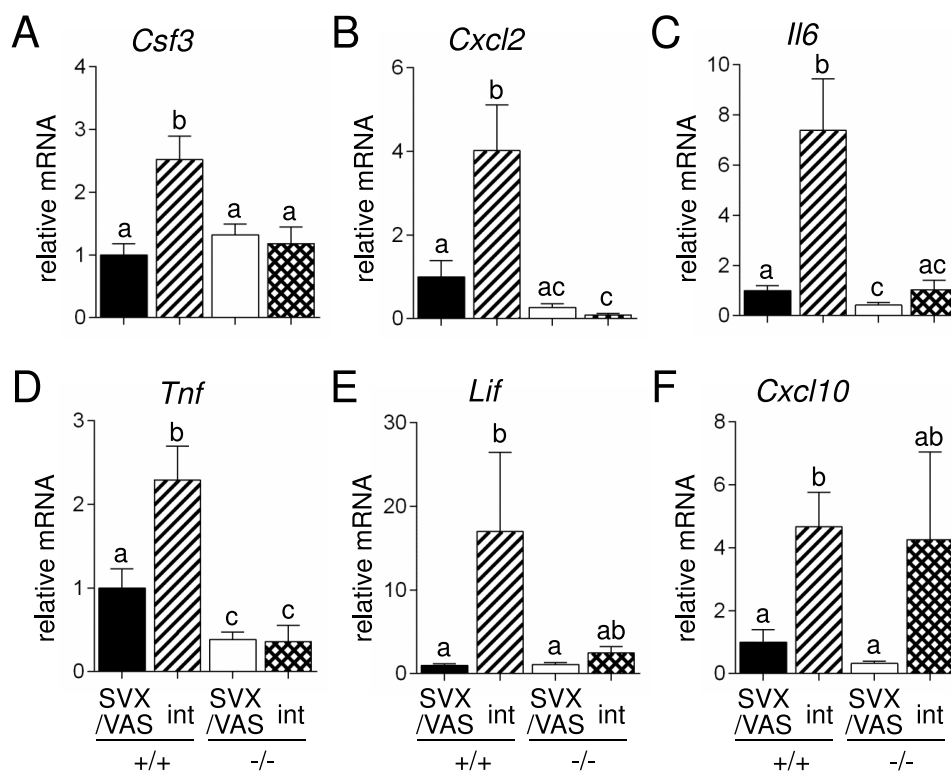 A
Csf3
relative mRNA
4
3
2
1
0
a
b
a
a
B
Cxcl2
relative mRNA
6
4
2
0
a
b
ac
c
C
Il6
relative mRNA
10
8
6
4
2
0
a
b
c
ac
D
Tnf
relative mRNA
3
2
1
0
a
b
c
c
SVX
/VAS
int
SVX
/VAS
int
+/+
-/-
E
Lif
relative mRNA
30
20
10
0
a
b
a
ab
SVX
/VAS
int
SVX
/VAS
int
+/+
-/-
F
Cxcl10
relative mRNA
8
6
4
2
0
a
b
a
ab
SVX
/VAS
int
SVX
/VAS
int
+/+
-/-